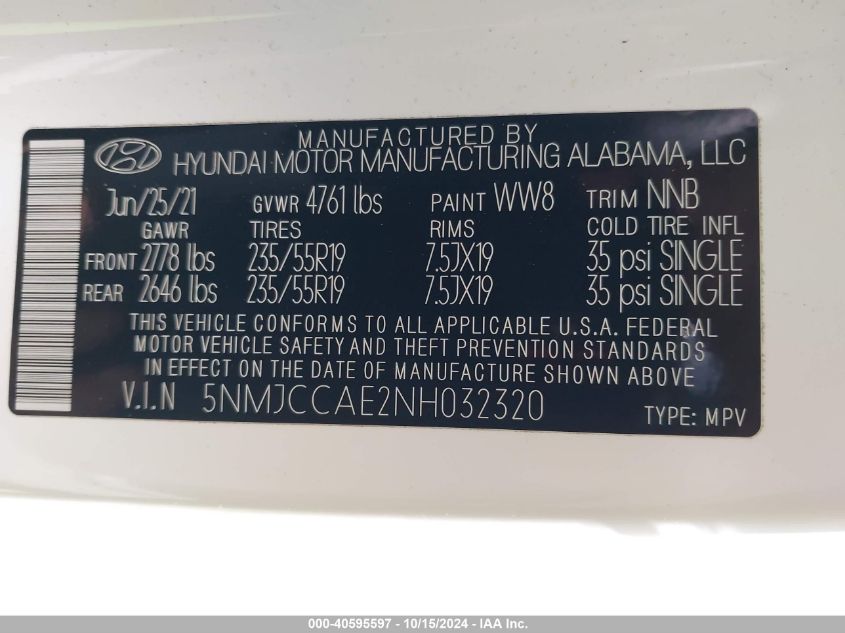 MANUFACTURED BY
HYUNDAI MOTOR MANUFACTURING ALABAMA, LLC
Jun/25/21 GVWR 4761 lbs PAINT WW8 TRIM NNB
GAWR TIRES RIMS COLD TIRE INFL
FRONT 2778 lbs 235/55R19 7.5JX19 35 psi SINGLE
REAR 2646 lbs 235/55R19 7.5JX19 35 psi SINGLE
THIS VEHICLE CONFORMS TO ALL APPLICABLE U.S.A. FEDERAL
MOTOR VEHICLE SAFETY AND THEFT PREVENTION STANDARDS
IN EFFECT ON THE DATE OF MANUFACTURE SHOWN ABOVE
V.I.N 5NMJCCAE2NH032320 TYPE: MPV
000-40595597 - 10/15/2024 - IAA Inc.